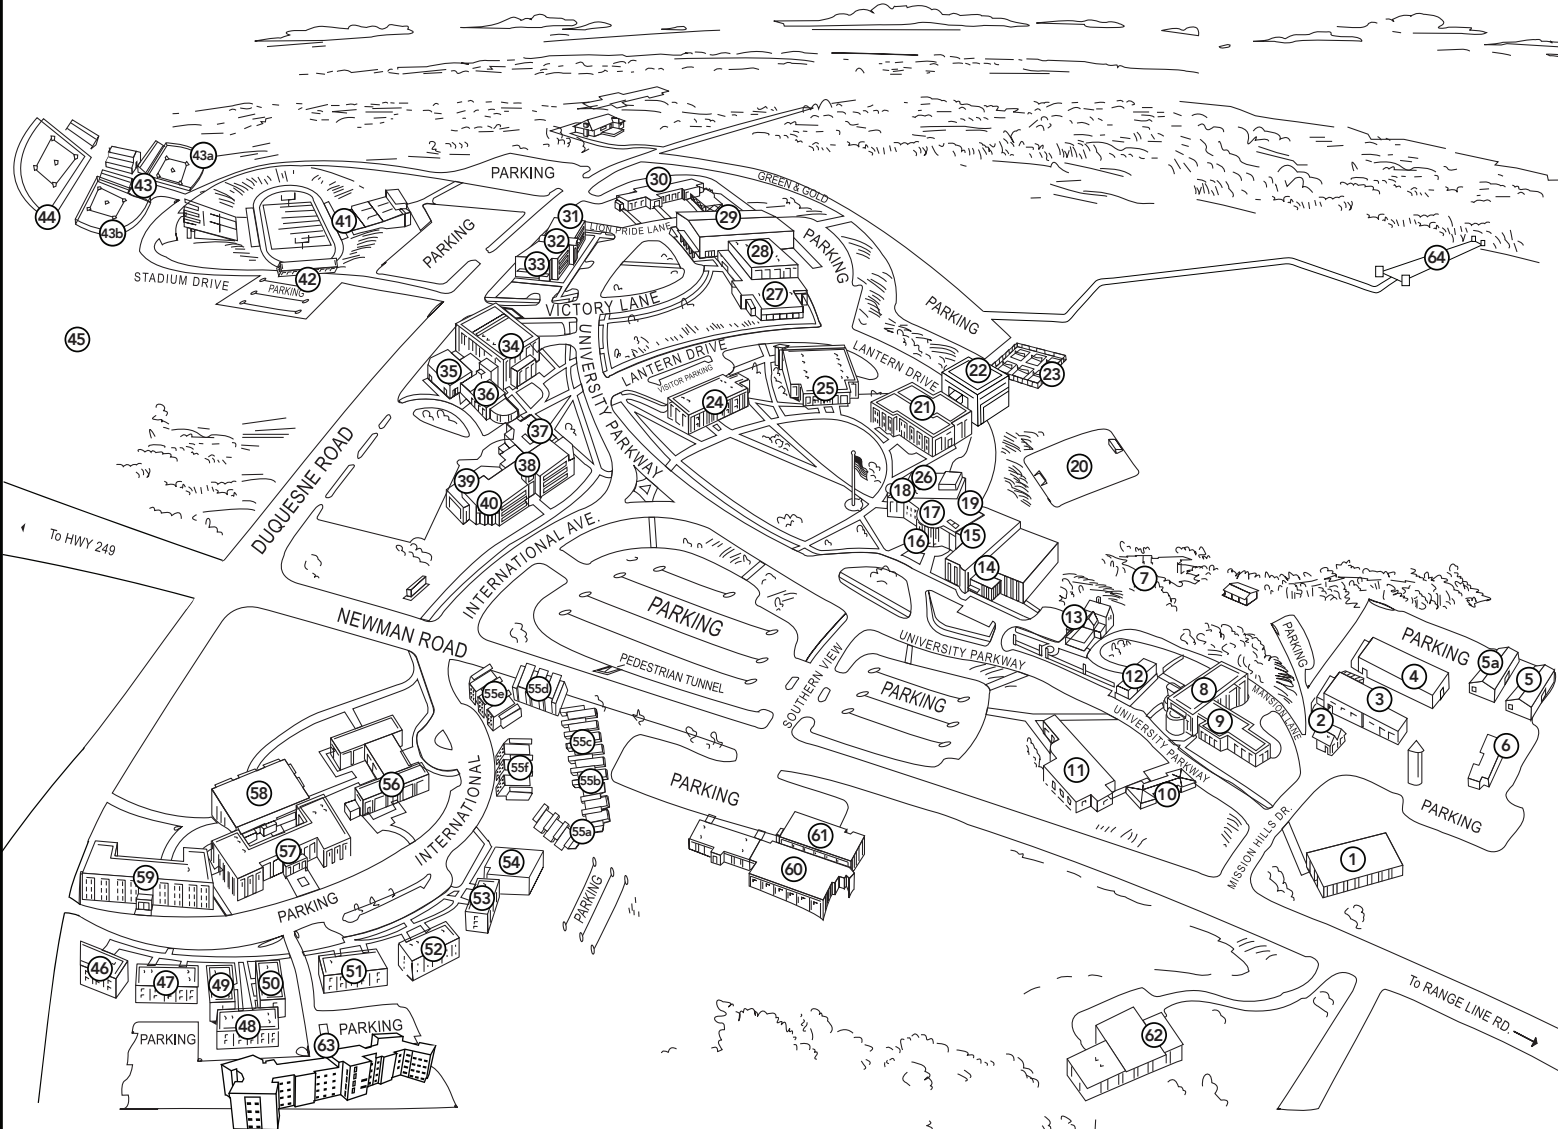 PARKING
30
GREEN & GOLD
43a
43
44
43b
41
31
29
LION PRIDE LANE
32
33
28
PARKING
PARKING
64
STADIUM DRIVE
42
PARKING
27
VICTORY LANE
PARKING
45
34
UNIVERSITY PARKWAY
LANTERN DRIVE
LANTERN DRIVE
VISITOR PARKING
35
36
22
23
25
24
21
37
38
39
40
DUQUESNE ROAD
20
26
18
19
17
16
15
14
To HWY 249
INTERNATIONAL AVE.
7
NEWMAN ROAD
PARKING
13
UNIVERSITY PARKWAY
PARKING
PARKING
5a
5
4
3
PEDESTRIAN TUNNEL
SOUTHERN VIEW
PARKING
12
8
MANSION LANE
9
2
6
UNIVERSITY PARKWAY
55e
55d
55c
55f
55b
55a
11
10
58
56
INTERNATIONAL
PARKING
PARKING
MISSION HILLS DR.
61
60
1
57
59
54
53
PARKING
PARKING
52
46
47
49
50
51
48
To RANGE LINE RD.
PARKING
PARKING
63
62